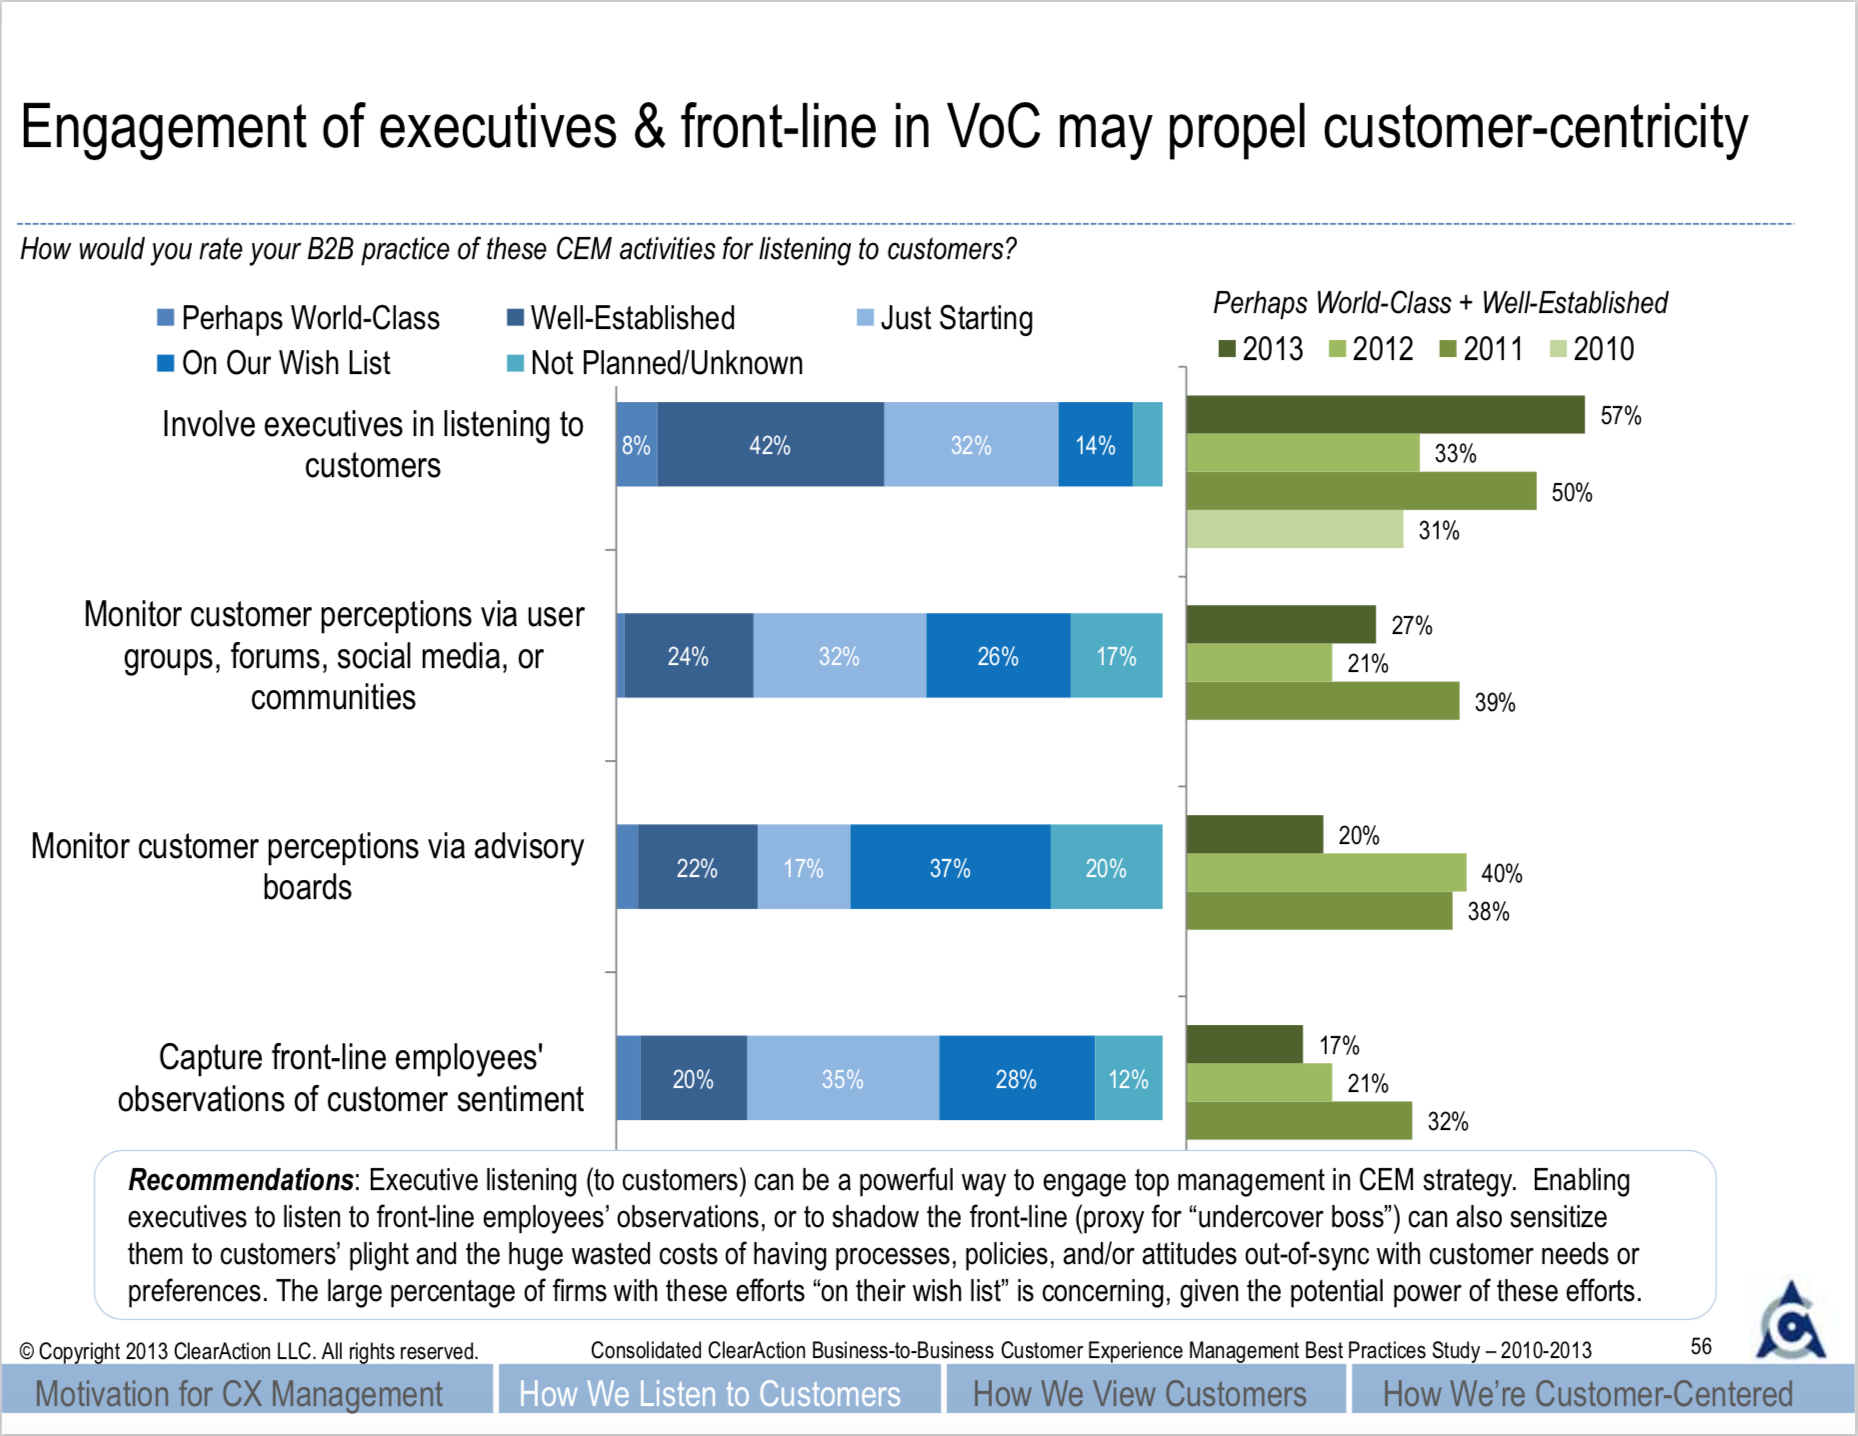 Engagement of executives & front-line in VoC may propel customer-centricity
How would you rate your B2B practice of these CEM activities for listening to customers?
Perhaps World-Class
Well-Established
Just Starting
On Our Wish List
Not Planned/Unknown
Perhaps World-Class + Well-Established
2013
2012
2011
2010
Involve executives in listening to
customers
8%
42%
32%
14%
57%
33%
50%
31%
Monitor customer perceptions via user
groups, forums, social media, or
communities
24%
32%
26%
17%
27%
21%
39%
Monitor customer perceptions via advisory
boards
22%
17%
37%
20%
20%
40%
38%
Capture front-line employees'
observations of customer sentiment
20%
35%
28%
12%
17%
21%
32%
Recommendations: Executive listening (to customers) can be a powerful way to engage top management in CEM strategy.  Enabling
executives to listen to front-line employees’ observations, or to shadow the front-line (proxy for “undercover boss”) can also sensitize
them to customers’ plight and the huge wasted costs of having processes, policies, and/or attitudes out-of-sync with customer needs or
preferences. The large percentage of firms with these efforts “on their wish list” is concerning, given the potential power of these efforts.
© Copyright 2013 ClearAction LLC. All rights reserved.
Consolidated ClearAction Business-to-Business Customer Experience Management Best Practices Study – 2010-2013
56
Motivation for CX Management
How We Listen to Customers
How We View Customers
How We’re Customer-Centered